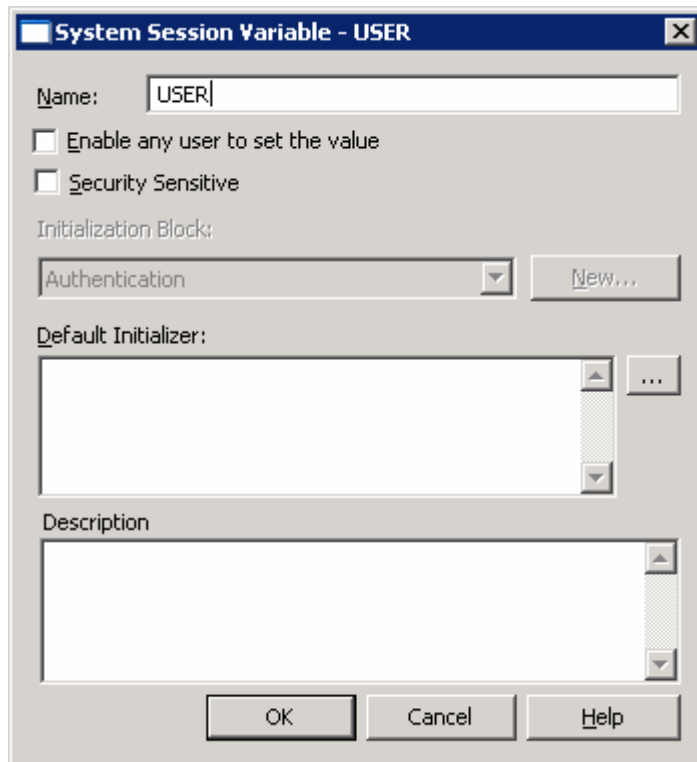 System Session Variable - USER
Name: USER
Enable any user to set the value
Security Sensitive
Initialization Block:
Authentication New...
Default Initializer:
...
Description
OK Cancel Help